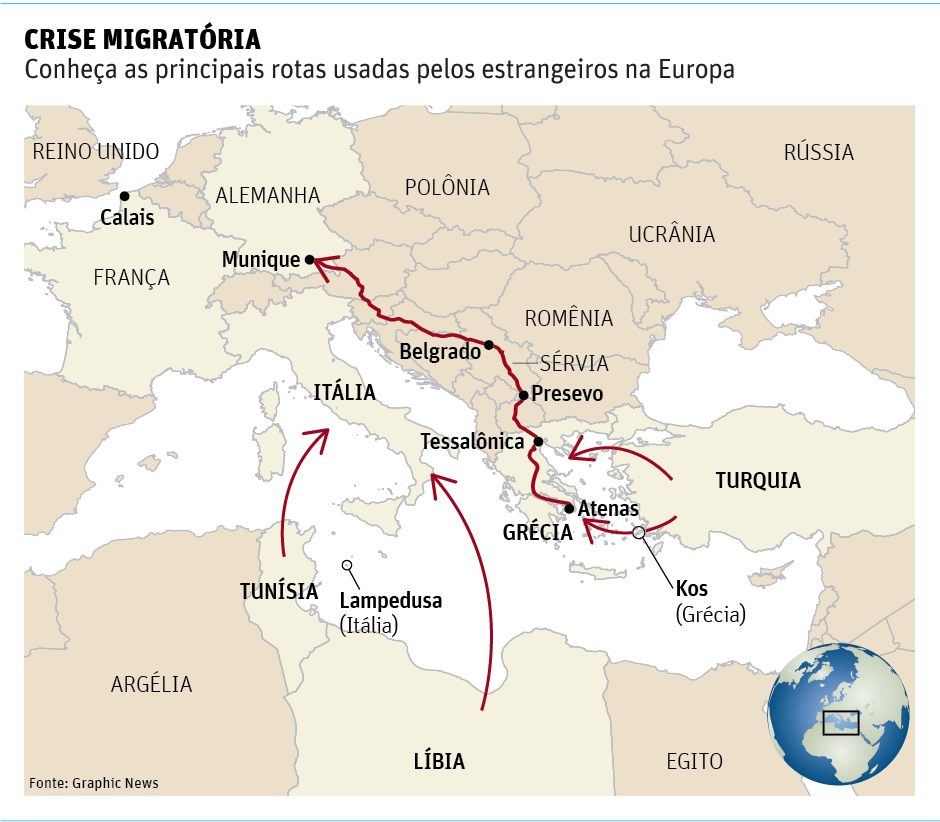 CRISE MIGRATÓRIA
Conheça as principais rotas usadas pelos estrangeiros na Europa
REINO UNIDO
RÚSSIA
ALEMANHA
POLÔNIA
Calais
UCRÂNIA
Munique
FRANÇA
ROMÊNIA
Belgrado
SÉRVIA
ITÁLIA
Presevo
Tessalônica
TURQUIA
Atenas
GRÉCIA
TUNÍSIA
Kos
(Grécia)
Lampedusa
(Itália)
ARGÉLIA
LÍBIA
EGITO
Fonte: Graphic News